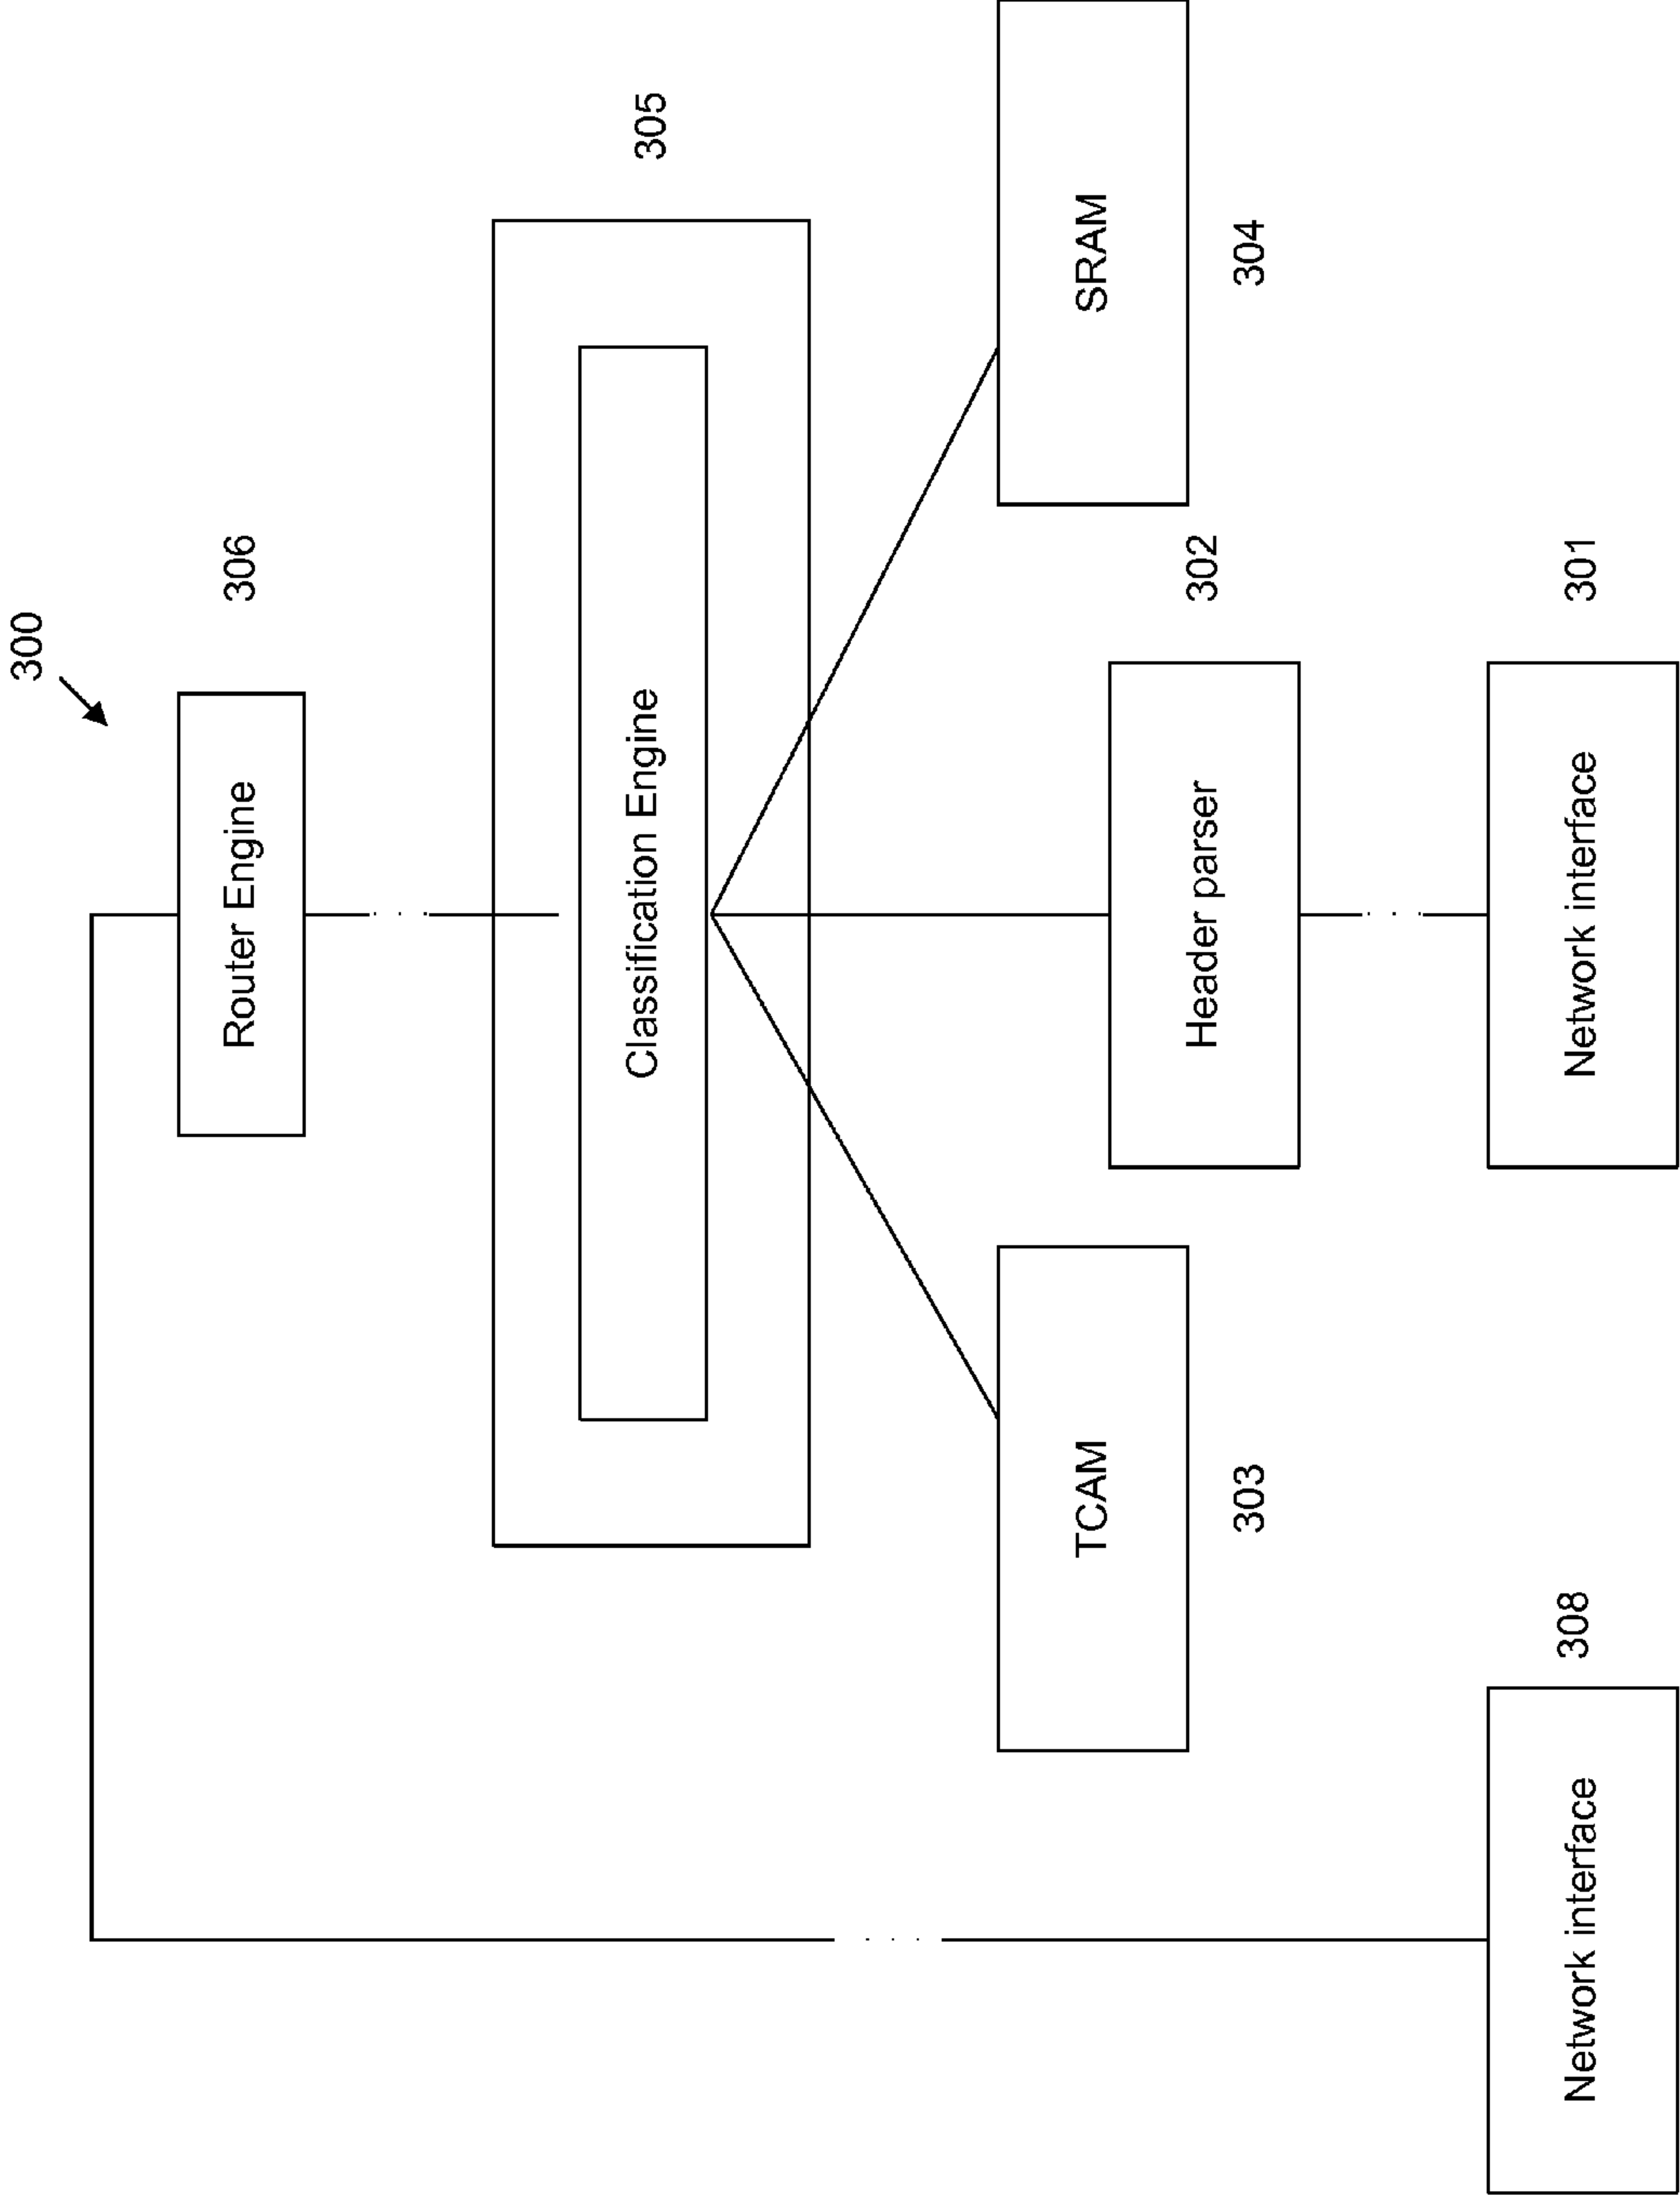 300
306
Router Engine
305
Classification Engine
SRAM
304
TCAM
303
302
Header parser
301
Network interface
308
Network interface